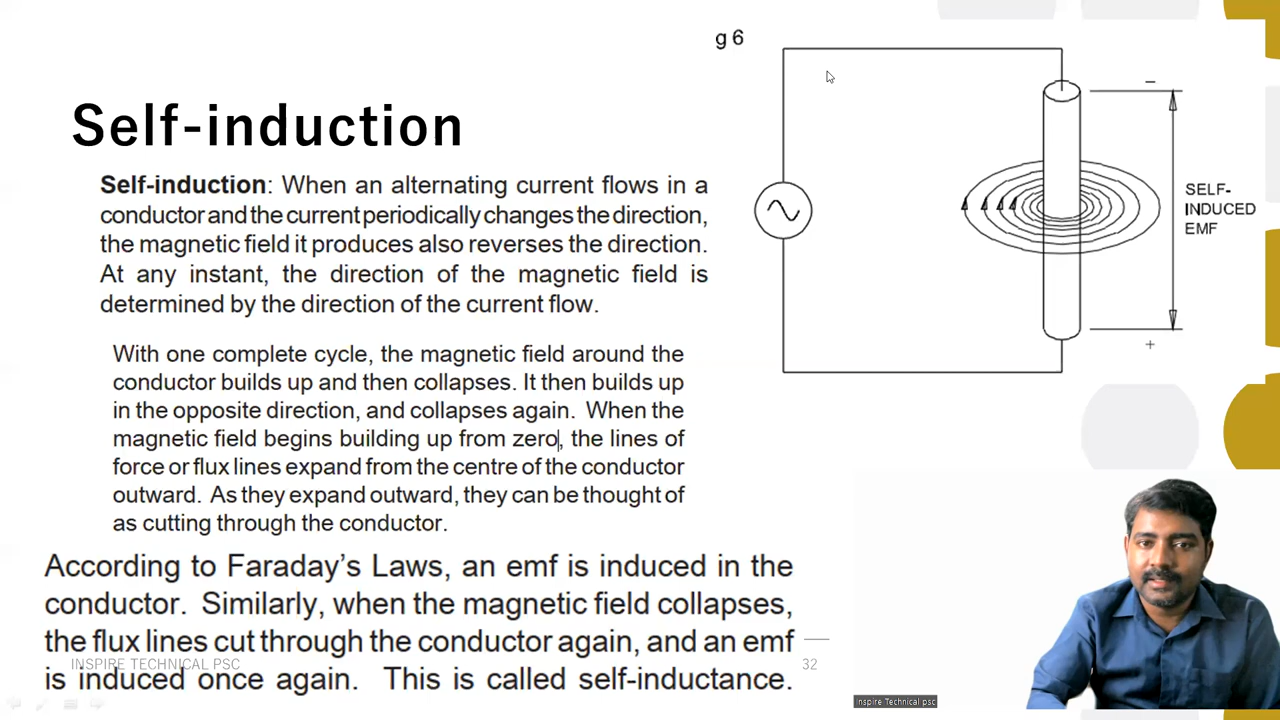 g 6
Self-induction
Self-induction: When an alternating current flows in a
conductor and the current periodically changes the direction,
the magnetic field it produces also reverses the direction.
At any instant, the direction of the magnetic field is
determined by the direction of the current flow.
With one complete cycle, the magnetic field around the
conductor builds up and then collapses. It then builds up
in the opposite direction, and collapses again. When the
magnetic field begins building up from zero, the lines of
force or flux lines expand from the centre of the conductor
outward. As they expand outward, they can be thought of
as cutting through the conductor.
According to Faraday's Laws, an emf is induced in the
conductor. Similarly, when the magnetic field collapses,
the flux lines cut through the conductor again, and an emf
is induced once again. This is called self-inductance.
−
SELF-
INDUCED
EMF
+
INSPIRE TECHNICAL PSC
32
Inspire Technical psc